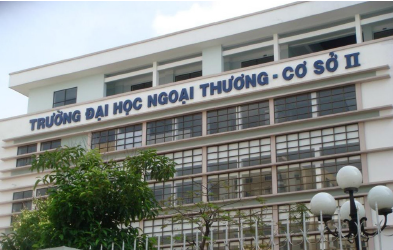 TRƯỜNG ĐẠI HỌC NGOẠI THƯƠNG - CƠ SỞ II